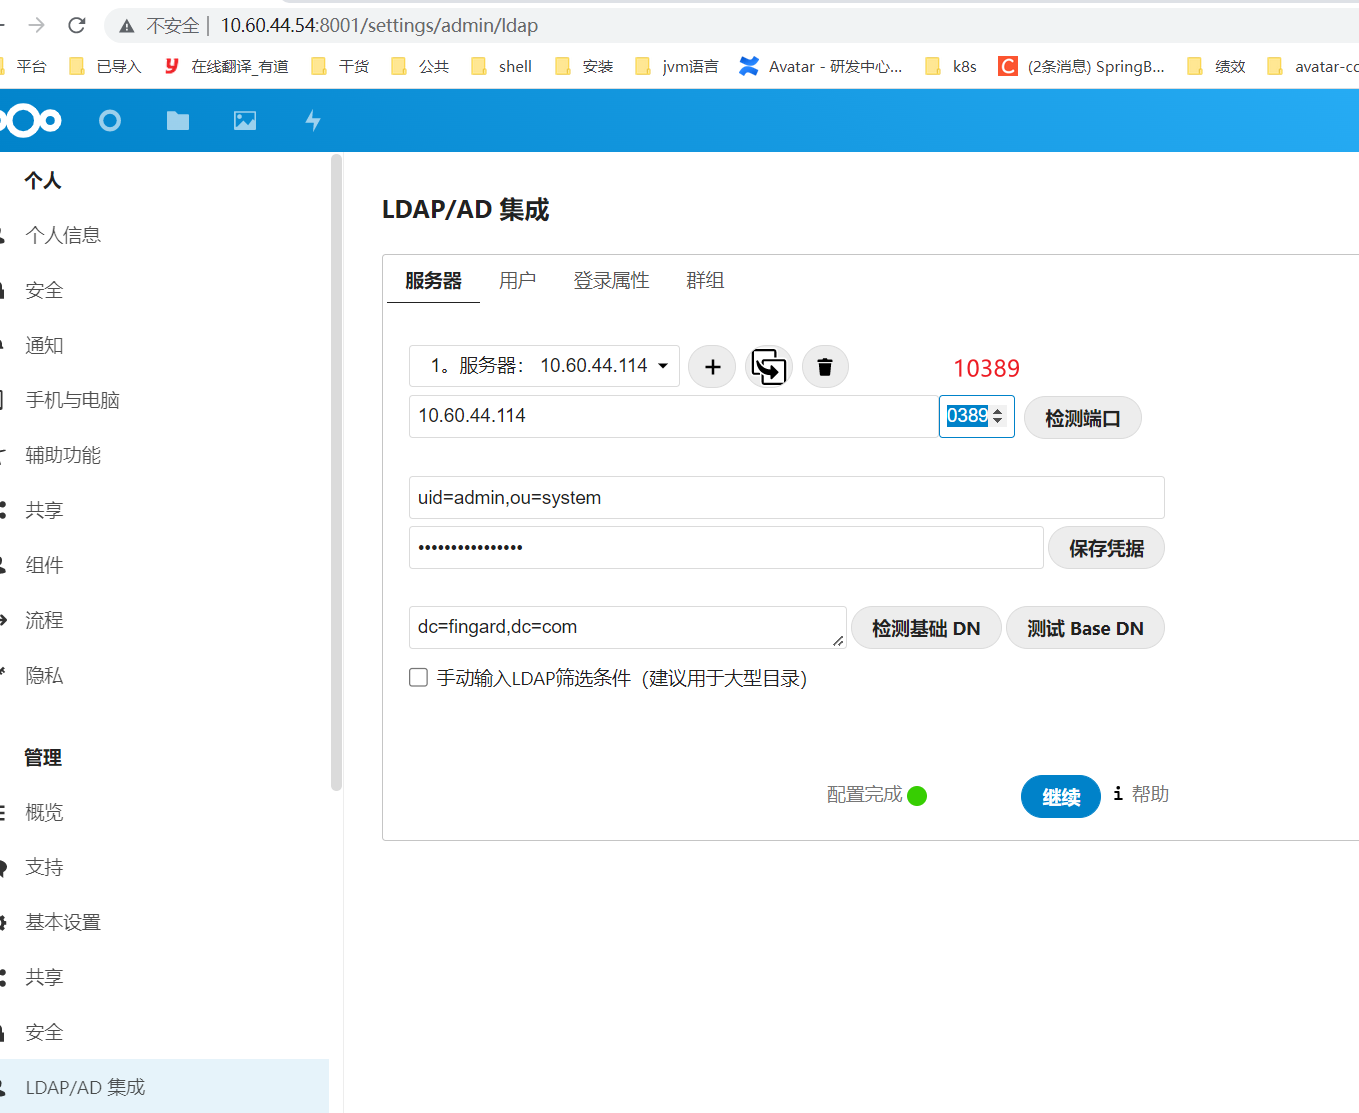 不安全 | 10.60.44.54:8001/settings/admin/ldap
平台 已导入 y 在线翻译_有道 干货 公共 shell 安装 jvm语言 Avatar - 研发中心... k8s C (2条消息) SpringB... 绩效 avatar-cc
个人
个人信息
安全
通知
手机与电脑
辅助功能
共享
组件
流程
隐私
管理
概览
支持
基本设置
共享
安全
LDAP/AD 集成
LDAP/AD 集成
服务器 用户 登录属性 群组
1。服务器： 10.60.44.114
10389
10.60.44.114 0389 检测端口
uid=admin,ou=system
•••••••••••••••• 保存凭据
dc=fingard,dc=com 检测基础 DN 测试 Base DN
手动输入LDAP筛选条件（建议用于大型目录）
配置完成 继续 i 帮助